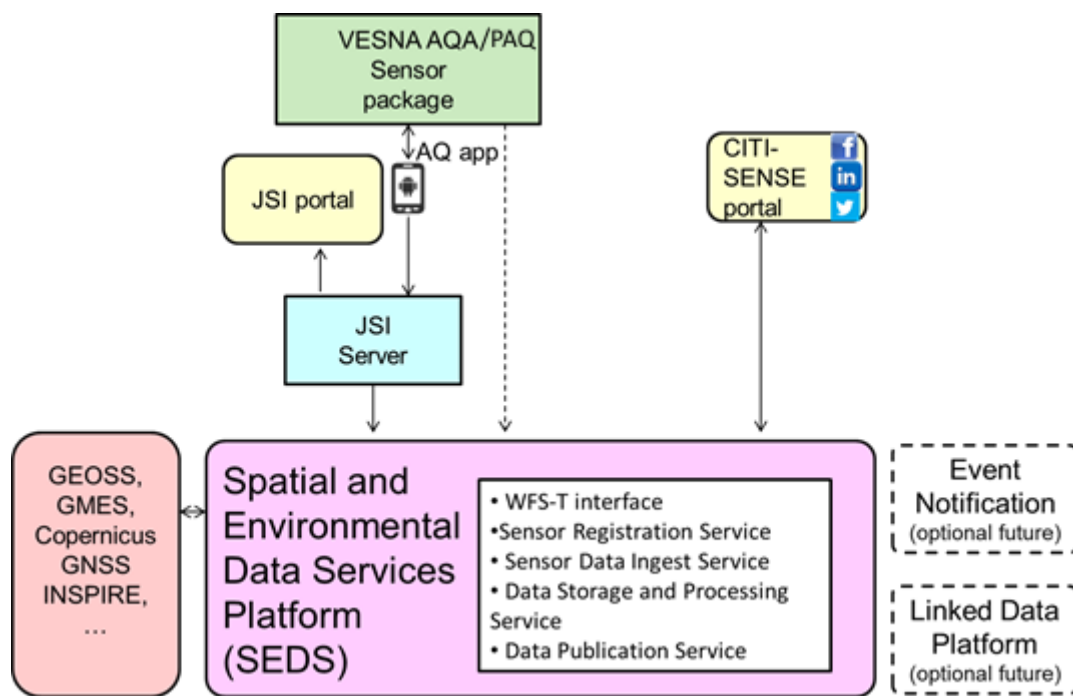 VESNA AQA/PAQ
Sensor
package
AQ app
JSI portal
CITI-
SENSE
portal
f
in
JSI
Server
GEOSS,
GMES,
Copernicus
GNSS
INSPIRE,
...
Spatial and
Environmental
Data Services
Platform
(SEDS)
• WFS-T interface
•Sensor Registration Service
• Sensor Data Ingest Service
• Data Storage and Processing
Service
• Data Publication Service
Event
Notification
(optional future)
Linked Data
Platform
(optional future)